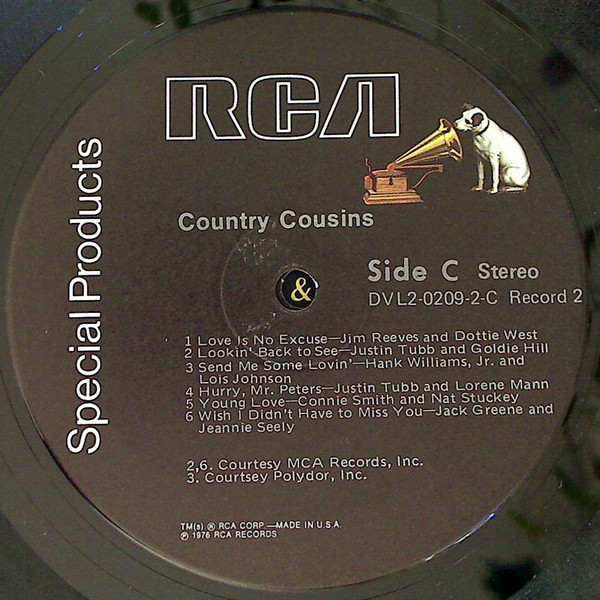 RCA
Special Products
Country Cousins
Side C Stereo
&
DVL2-0209-2-C Record 2
1 Love Is No Excuse—Jim Reeves and Dottie West
2 Lookin' Back to See—Justin Tubb and Goldie Hill
3 Send Me Some Lovin'—Hank Williams, Jr. and
Lois Johnson
4 Hurry, Mr. Peters—Justin Tubb and Lorene Mann
5 Young Love—Connie Smith and Nat Stuckey
6 Wish I Didn't Have to Miss You—Jack Greene and
Jeannie Seely
2,6. Courtesy MCA Records, Inc.
3. Courtsey Polydor, Inc.
TM(s) ® RCA CORP.—MADE IN U.S.A.
℗ 1976 RCA RECORDS